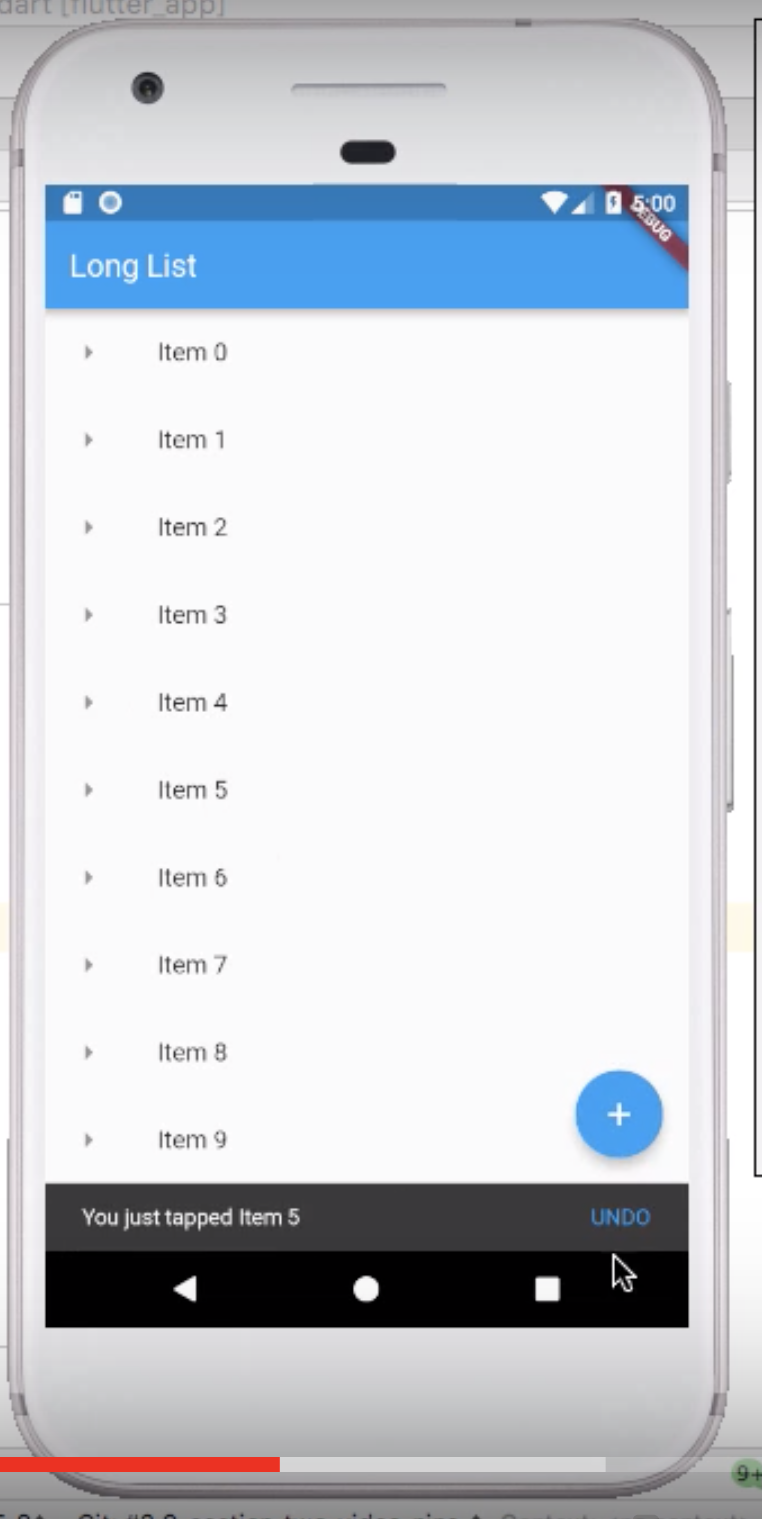 dart [flutter_app]
5:00
DEBUG
Long List
Item 0
Item 1
Item 2
Item 3
Item 4
Item 5
Item 6
Item 7
Item 8
Item 9
You just tapped Item 5
UNDO
9+